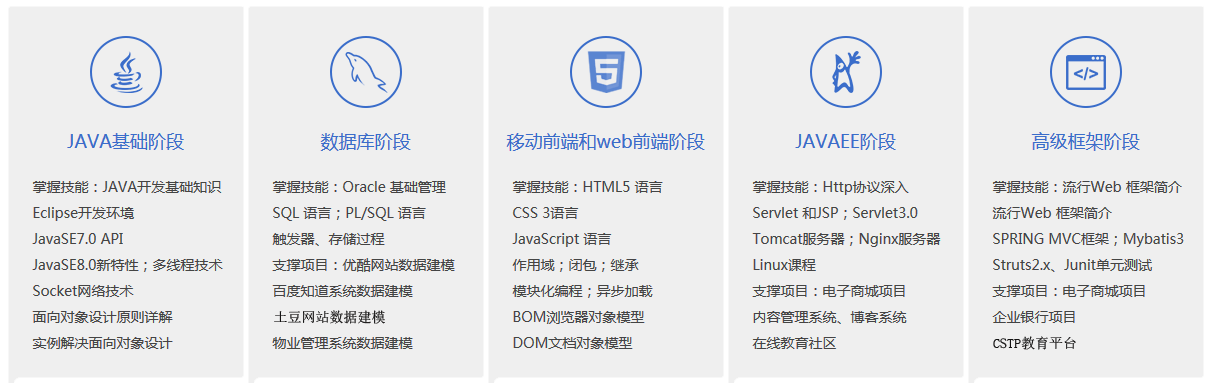 JAVA基础阶段
掌握技能：JAVA开发基础知识
Eclipse开发环境
JavaSE7.0 API
JavaSE8.0新特性；多线程技术
Socket网络技术
面向对象设计原则详解
实例解决面向对象设计
数据库阶段
掌握技能：Oracle 基础管理
SQL 语言；PL/SQL 语言
触发器、存储过程
支撑项目：优酷网站数据建模
百度知道系统数据建模
土豆网站数据建模
物业管理系统数据建模
5
移动前端和web前端阶段
掌握技能：HTML5 语言
CSS 3语言
JavaScript 语言
作用域；闭包；继承
模块化编程；异步加载
BOM浏览器对象模型
DOM文档对象模型
JAVAEE阶段
掌握技能：Http协议深入
Servlet 和JSP；Servlet3.0
Tomcat服务器；Nginx服务器
Linux课程
支撑项目：电子商城项目
内容管理系统、博客系统
在线教育社区
</>
高级框架阶段
掌握技能：流行Web 框架简介
流行Web 框架简介
SPRING MVC框架；Mybatis3
Struts2.x、Junit单元测试
支撑项目：电子商城项目
企业银行项目
CSTP教育平台